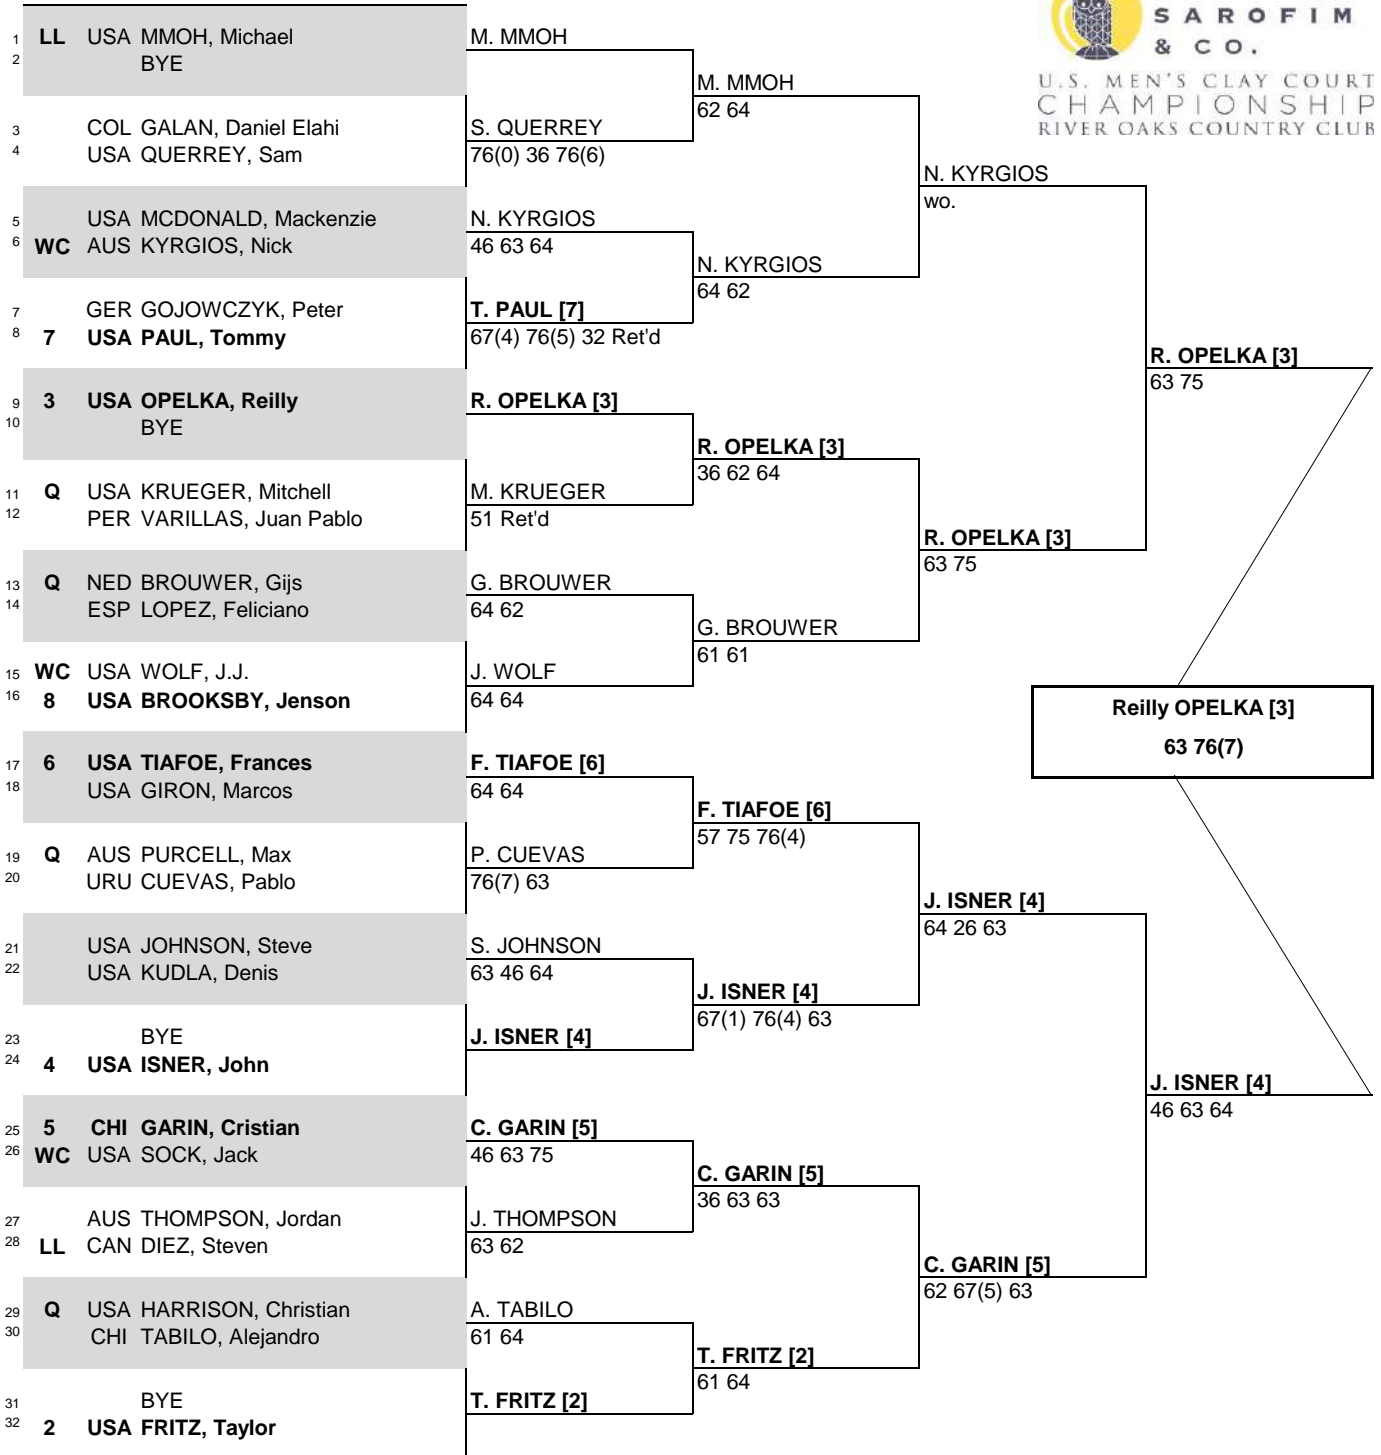 SAROFIM
& CO.
U.S. MEN'S CLAY COURT
CHAMPIONSHIP
RIVER OAKS COUNTRY CLUB
1 LL USA MMOH, Michael
2 BYE
3 COL GALAN, Daniel Elahi
4 USA QUERREY, Sam
5 USA MCDONALD, Mackenzie
6 WC AUS KYRGIOS, Nick
7 GER GOJOWCZYK, Peter
8 7 USA PAUL, Tommy
9 3 USA OPELKA, Reilly
10 BYE
11 Q USA KRUEGER, Mitchell
12 PER VARILLAS, Juan Pablo
13 Q NED BROUWER, Gijs
14 ESP LOPEZ, Feliciano
15 WC USA WOLF, J.J.
16 8 USA BROOKSBY, Jenson
17 6 USA TIAFOE, Frances
18 USA GIRON, Marcos
19 Q AUS PURCELL, Max
20 URU CUEVAS, Pablo
21 USA JOHNSON, Steve
22 USA KUDLA, Denis
23 BYE
24 4 USA ISNER, John
25 5 CHI GARIN, Cristian
26 WC USA SOCK, Jack
27 AUS THOMPSON, Jordan
28 LL CAN DIEZ, Steven
29 Q USA HARRISON, Christian
30 CHI TABILO, Alejandro
31 BYE
32 2 USA FRITZ, Taylor
M. MMOH
S. QUERREY
76(0) 36 76(6)
N. KYRGIOS
46 63 64
T. PAUL [7]
67(4) 76(5) 32 Ret'd
R. OPELKA [3]
M. KRUEGER
51 Ret'd
G. BROUWER
64 62
J. WOLF
64 64
F. TIAFOE [6]
64 64
P. CUEVAS
76(7) 63
S. JOHNSON
63 46 64
J. ISNER [4]
C. GARIN [5]
46 63 75
J. THOMPSON
63 62
A. TABILO
61 64
T. FRITZ [2]
M. MMOH
62 64
N. KYRGIOS
64 62
R. OPELKA [3]
36 62 64
G. BROUWER
61 61
F. TIAFOE [6]
57 75 76(4)
J. ISNER [4]
67(1) 76(4) 63
C. GARIN [5]
36 63 63
T. FRITZ [2]
61 64
N. KYRGIOS
wo.
R. OPELKA [3]
63 75
J. ISNER [4]
64 26 63
C. GARIN [5]
62 67(5) 63
R. OPELKA [3]
63 75
J. ISNER [4]
46 63 64
Reilly OPELKA [3]
63 76(7)